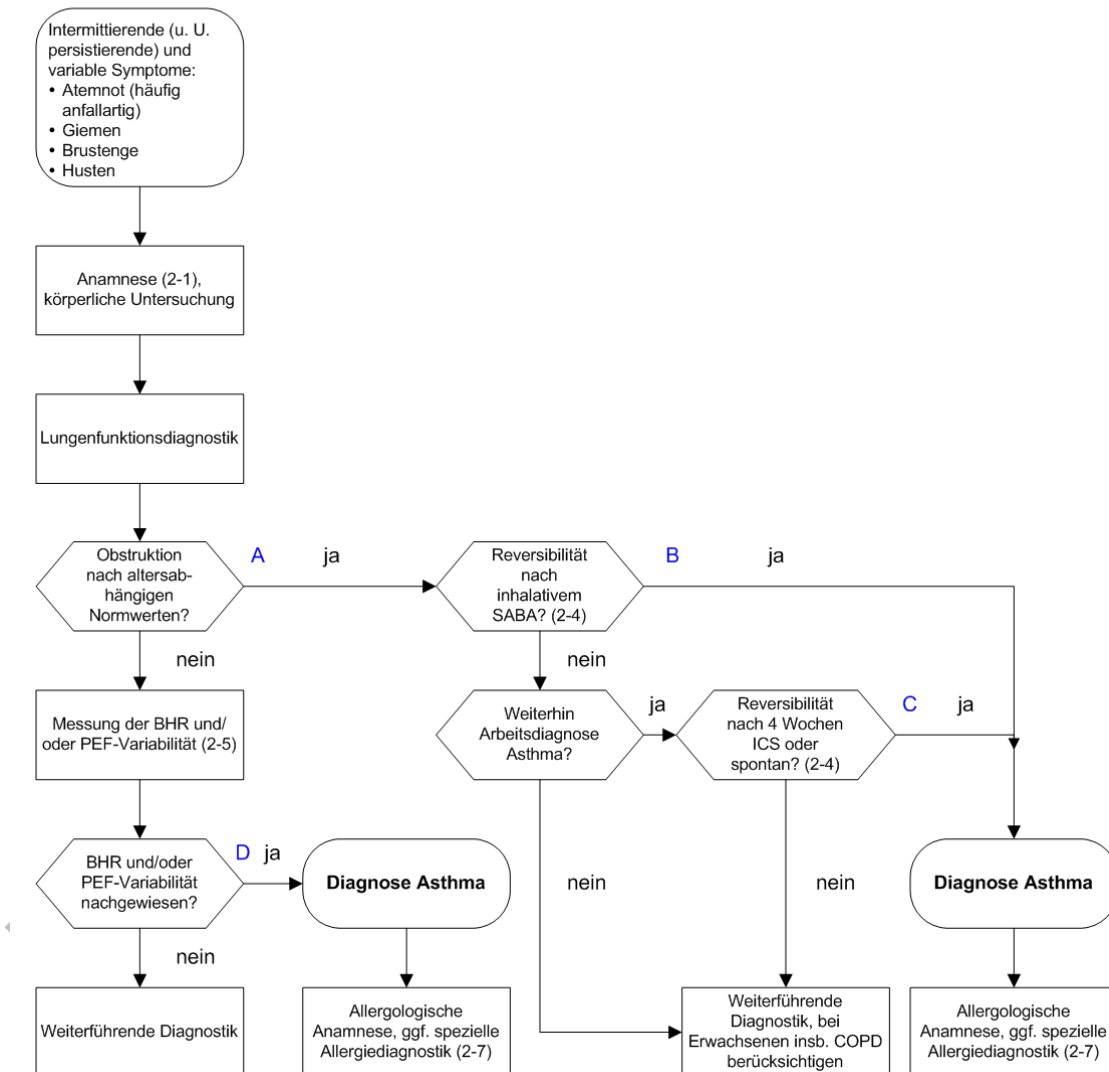 Intermittierende (u. U.
persistierende) und
variable Symptome:
• Atemnot (häufig
anfallartig)
• Giemen
• Brustenge
• Husten
Anamnese (2-1),
körperliche Untersuchung
Lungenfunktionsdiagnostik
Obstruktion
nach altersab-
hängigen
Normwerten?
A
ja
Reversibilität
nach
inhalativem
SABA? (2-4)
B
ja
nein
nein
Messung der BHR und/
oder PEF-Variabilität (2-5)
Weiterhin
Arbeitsdiagnose
Asthma?
ja
Reversibilität
nach 4 Wochen
ICS oder
spontan? (2-4)
C
ja
BHR und/oder
PEF-Variabilität
nachgewiesen?
D
ja
Diagnose Asthma
nein
nein
Diagnose Asthma
nein
Weiterführende Diagnostik
Allergologische
Anamnese, ggf. spezielle
Allergiediagnostik (2-7)
Weiterführende
Diagnostik, bei
Erwachsenen insb. COPD
berücksichtigen
Allergologische
Anamnese, ggf. spezielle
Allergiediagnostik (2-7)